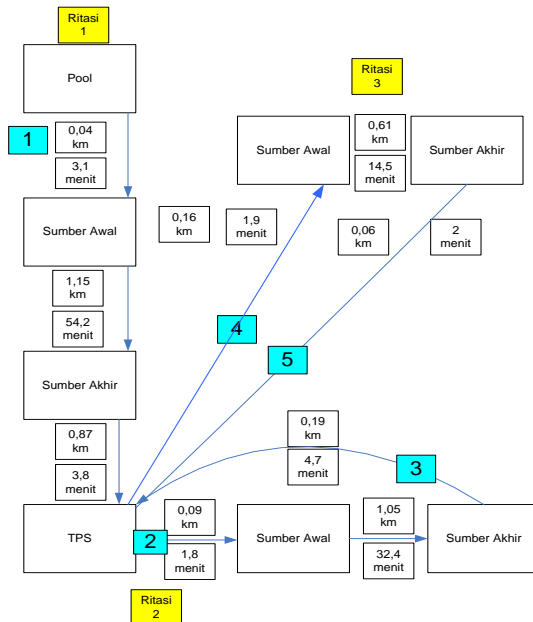 Ritasi
1
Pool
1
0,04
km
3,1
menit
Sumber Awal
1,15
km
54,2
menit
Sumber Akhir
0,87
km
3,8
menit
TPS
Ritasi
3
Sumber Awal
0,61
km
14,5
menit
Sumber Akhir
0,16
km
1,9
menit
0,06
km
2
menit
4
5
0,19
km
4,7
menit
3
2
0,09
km
1,8
menit
Sumber Awal
1,05
km
32,4
menit
Sumber Akhir
Ritasi
2